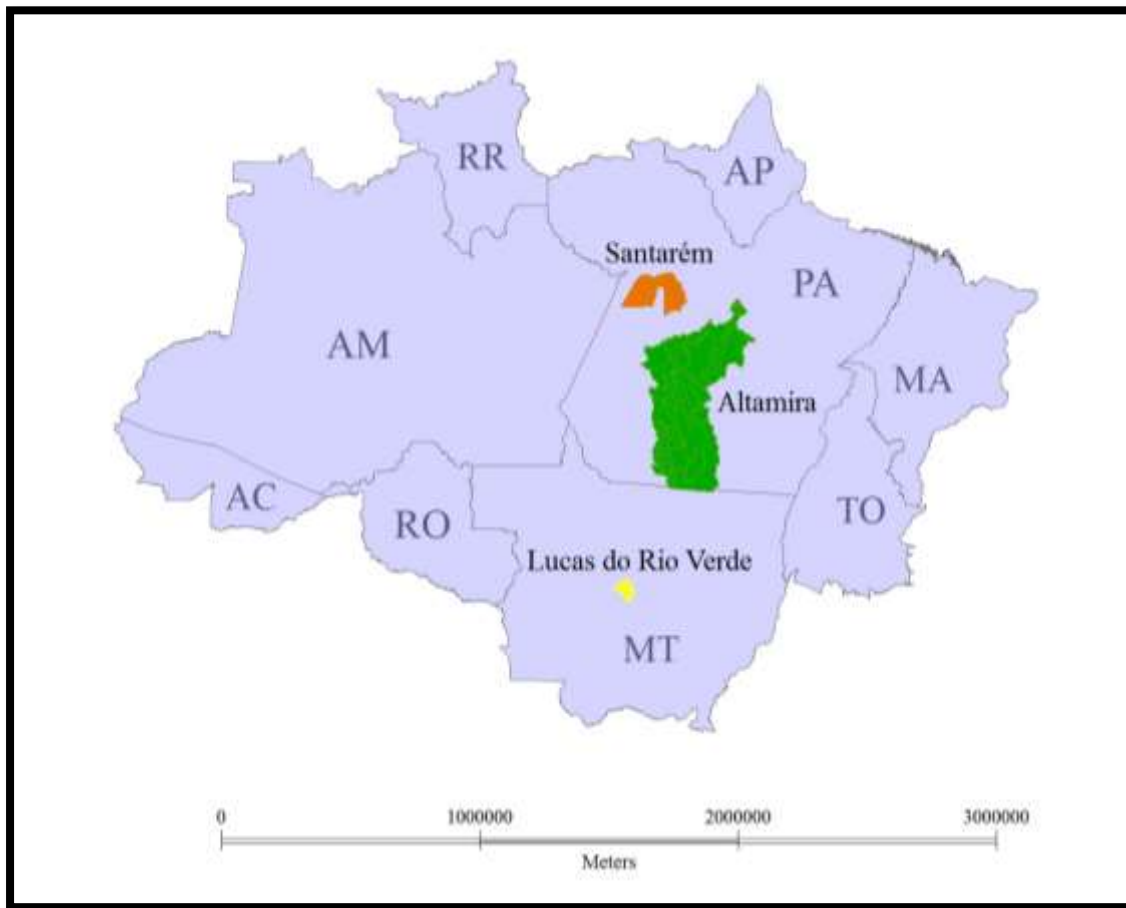 RR
AP
Santarém
PA
AM
MA
Altamira
AC
TO
RO
Lucas do Rio Verde
MT
0 1000000 2000000 3000000
Meters